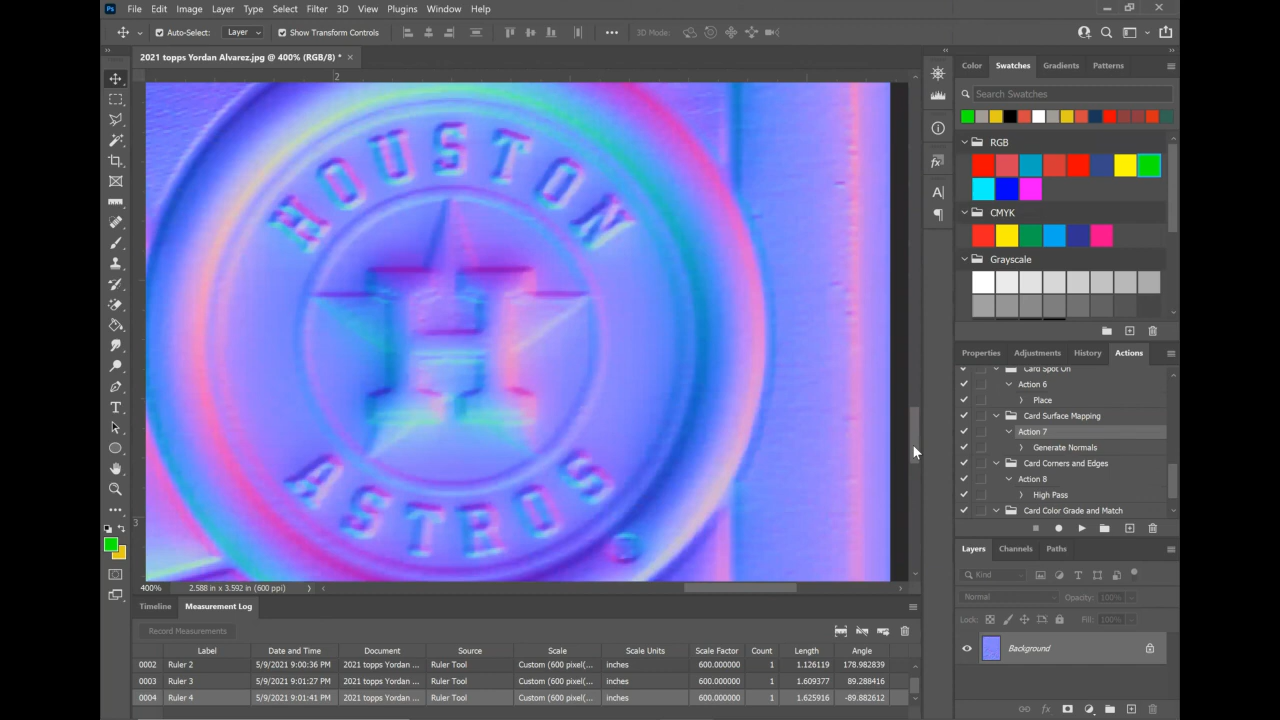 Ps File Edit Image Layer Type Select Filter 3D View Plugins Window Help
Auto-Select: Layer Show Transform Controls 3D Mode:
2021 topps Yordan Alvarez.jpg @ 400% (RGB/8) *
2
3
HOUSTON
ASTROS
400% 2.588 in x 3.592 in (600 ppi)
Timeline Measurement Log
Record Measurements
Label Date and Time Document Source Scale Scale Units Scale Factor Count Length Angle
0002 Ruler 2 5/9/2021 9:00:36 PM 2021 topps Yordan ... Ruler Tool Custom (600 pixel(... inches 600.000000 1 1.126119 178.982839
0003 Ruler 3 5/9/2021 9:01:27 PM 2021 topps Yordan ... Ruler Tool Custom (600 pixel(... inches 600.000000 1 1.609377 89.288416
0004 Ruler 4 5/9/2021 9:01:41 PM 2021 topps Yordan ... Ruler Tool Custom (600 pixel(... inches 600.000000 1 1.625916 -89.882612
Color Swatches Gradients Patterns
Search Swatches
RGB
CMYK
Grayscale
Properties Adjustments History Actions
Card Spot On
Action 6
Place
Card Surface Mapping
Action 7
Generate Normals
Card Corners and Edges
Action 8
High Pass
Card Color Grade and Match
Layers Channels Paths
Kind
Normal Opacity: 100%
Lock: Fill: 100%
Background